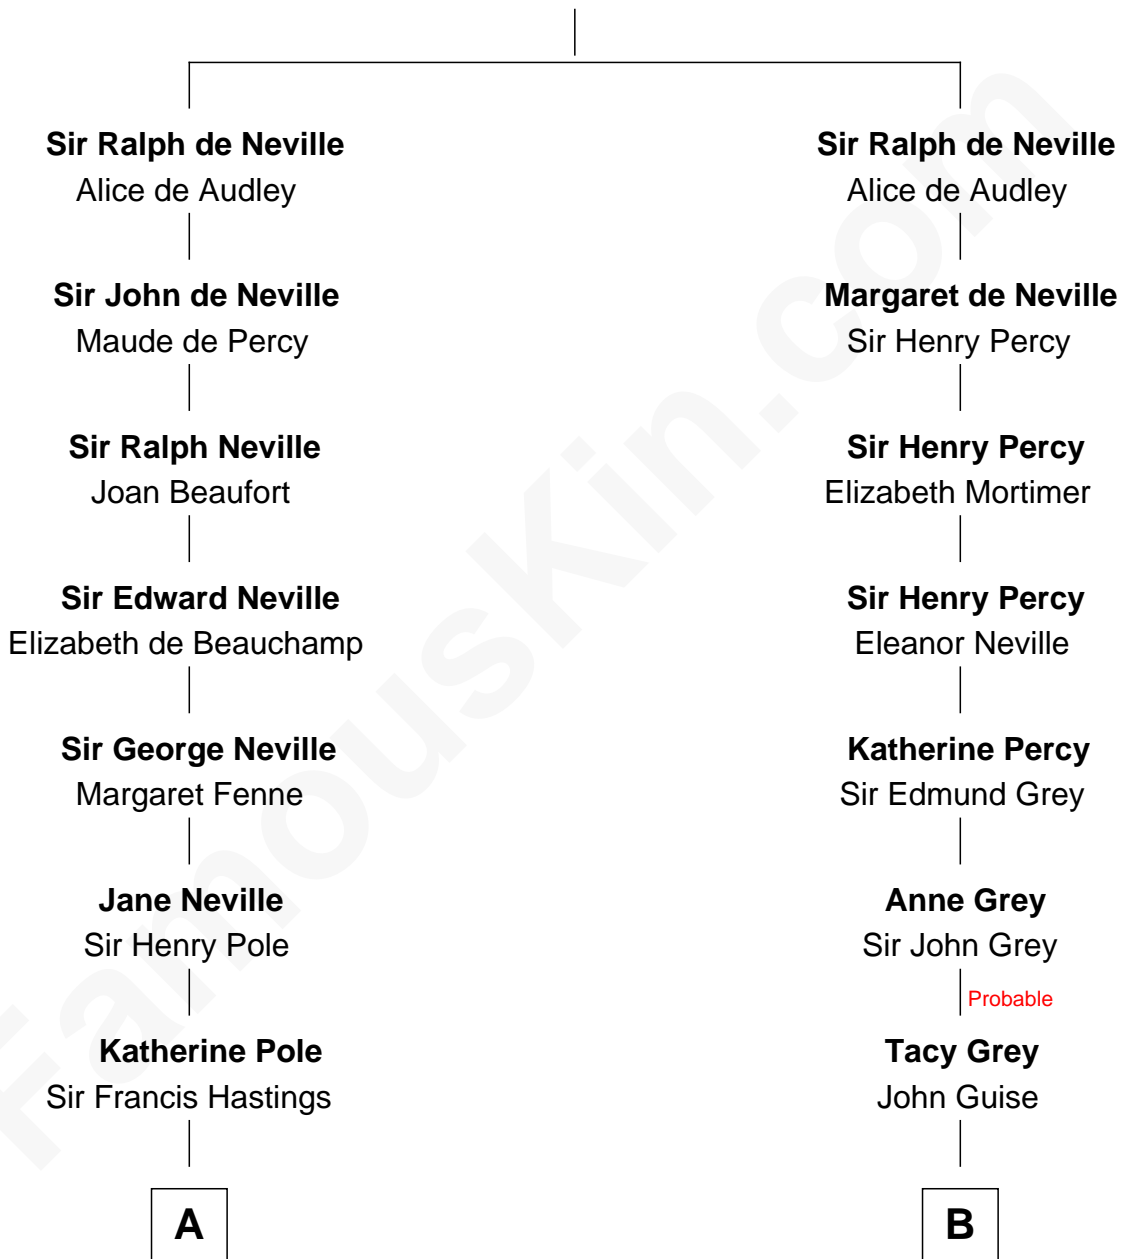 Sir Ralph de Neville
Alice de Audley
Sir John de Neville
Maude de Percy
Sir Ralph Neville
Joan Beaufort
Sir Edward Neville
Elizabeth de Beauchamp
Sir George Neville
Margaret Fenne
Jane Neville
Sir Henry Pole
Katherine Pole
Sir Francis Hastings
A
Sir Ralph de Neville
Alice de Audley
Margaret de Neville
Sir Henry Percy
Sir Henry Percy
Elizabeth Mortimer
Sir Henry Percy
Eleanor Neville
Katherine Percy
Sir Edmund Grey
Anne Grey
Sir John Grey
Probable
Tacy Grey
John Guise
B
FamousKin.com